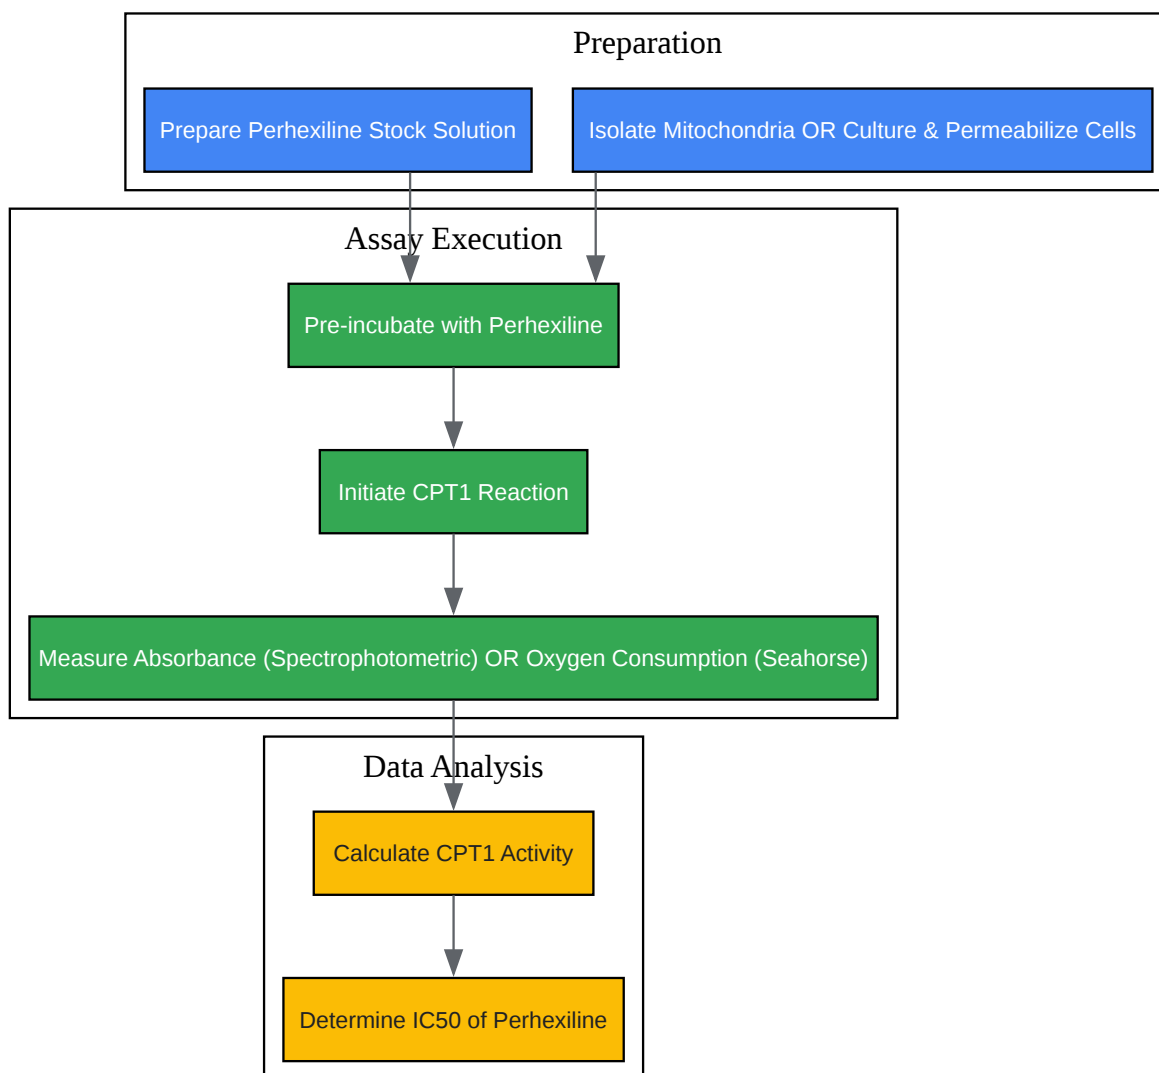 Preparation
Prepare Perhexiline Stock Solution
Isolate Mitochondria OR Culture & Permeabilize Cells
Assay Execution
Pre-incubate with Perhexiline
Initiate CPT1 Reaction
Measure Absorbance (Spectrophotometric) OR Oxygen Consumption (Seahorse)
Data Analysis
Calculate CPT1 Activity
Determine IC50 of Perhexiline